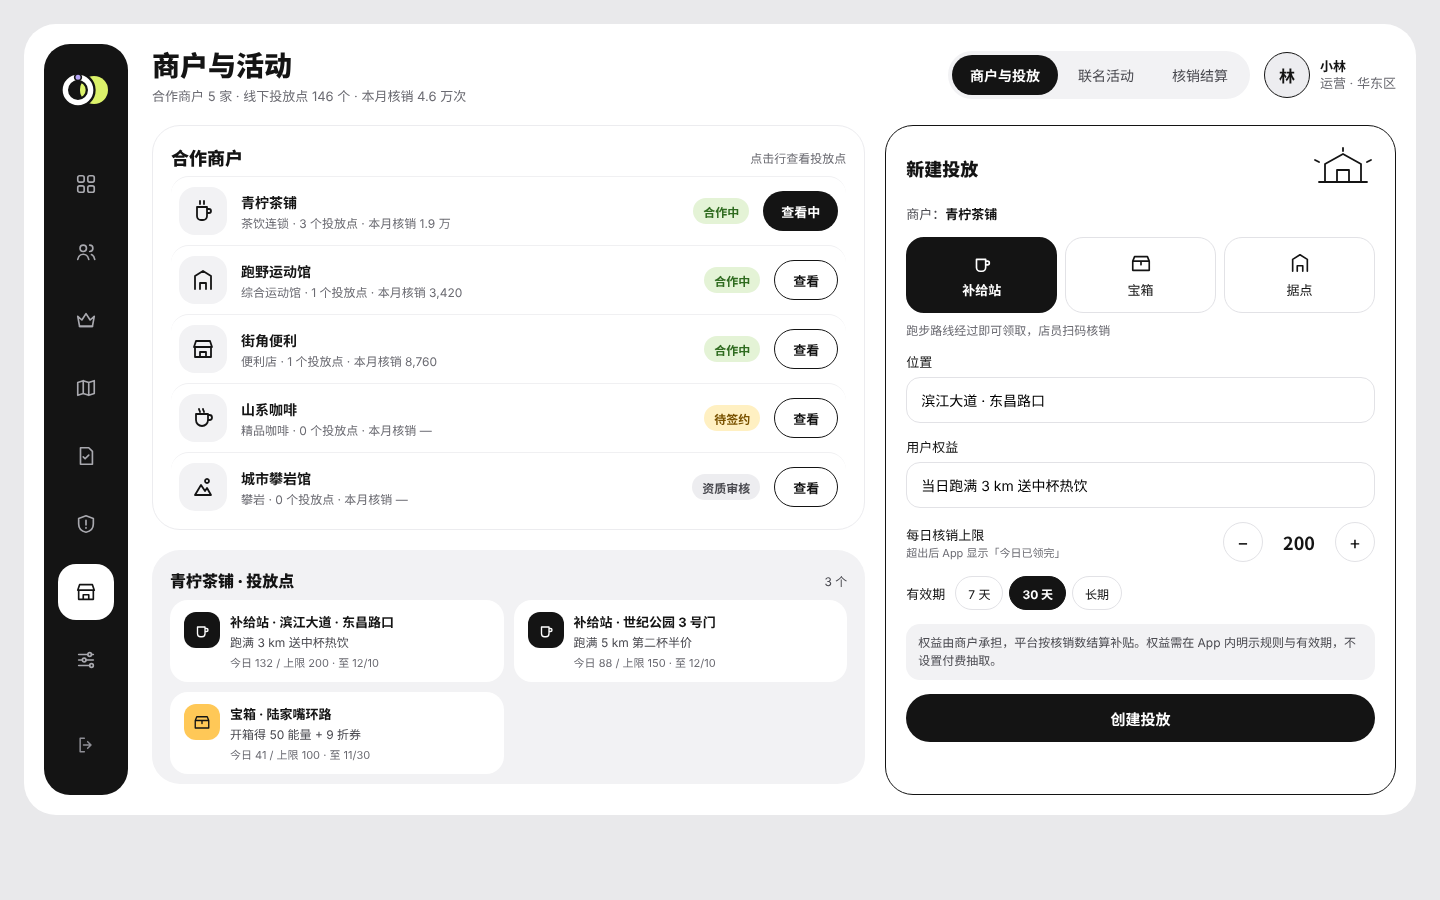 商户与活动
合作商户 5 家 · 线下投放点 146 个 · 本月核销 4.6 万次
商户与投放
联名活动
核销结算
林
小林
运营 · 华东区
合作商户
点击行查看投放点
青柠茶铺
茶饮连锁 · 3 个投放点 · 本月核销 1.9 万
合作中
查看中
跑野运动馆
综合运动馆 · 1 个投放点 · 本月核销 3,420
合作中
查看
街角便利
便利店 · 1 个投放点 · 本月核销 8,760
合作中
查看
山系咖啡
精品咖啡 · 0 个投放点 · 本月核销 —
待签约
查看
城市攀岩馆
攀岩 · 0 个投放点 · 本月核销 —
资质审核
查看
青柠茶铺 · 投放点
3 个
补给站 · 滨江大道 · 东昌路口
跑满 3 km 送中杯热饮
今日 132 / 上限 200 · 至 12/10
补给站 · 世纪公园 3 号门
跑满 5 km 第二杯半价
今日 88 / 上限 150 · 至 12/10
宝箱 · 陆家嘴环路
开箱得 50 能量 + 9 折券
今日 41 / 上限 100 · 至 11/30
新建投放
商户：青柠茶铺
补给站
宝箱
据点
跑步路线经过即可领取，店员扫码核销
位置
滨江大道 · 东昌路口
用户权益
当日跑满 3 km 送中杯热饮
每日核销上限
超出后 App 显示「今日已领完」
−
200
+
有效期
7 天
30 天
长期
权益由商户承担，平台按核销数结算补贴。权益需在 App 内明示规则与有效期，不
设置付费抽取。
创建投放